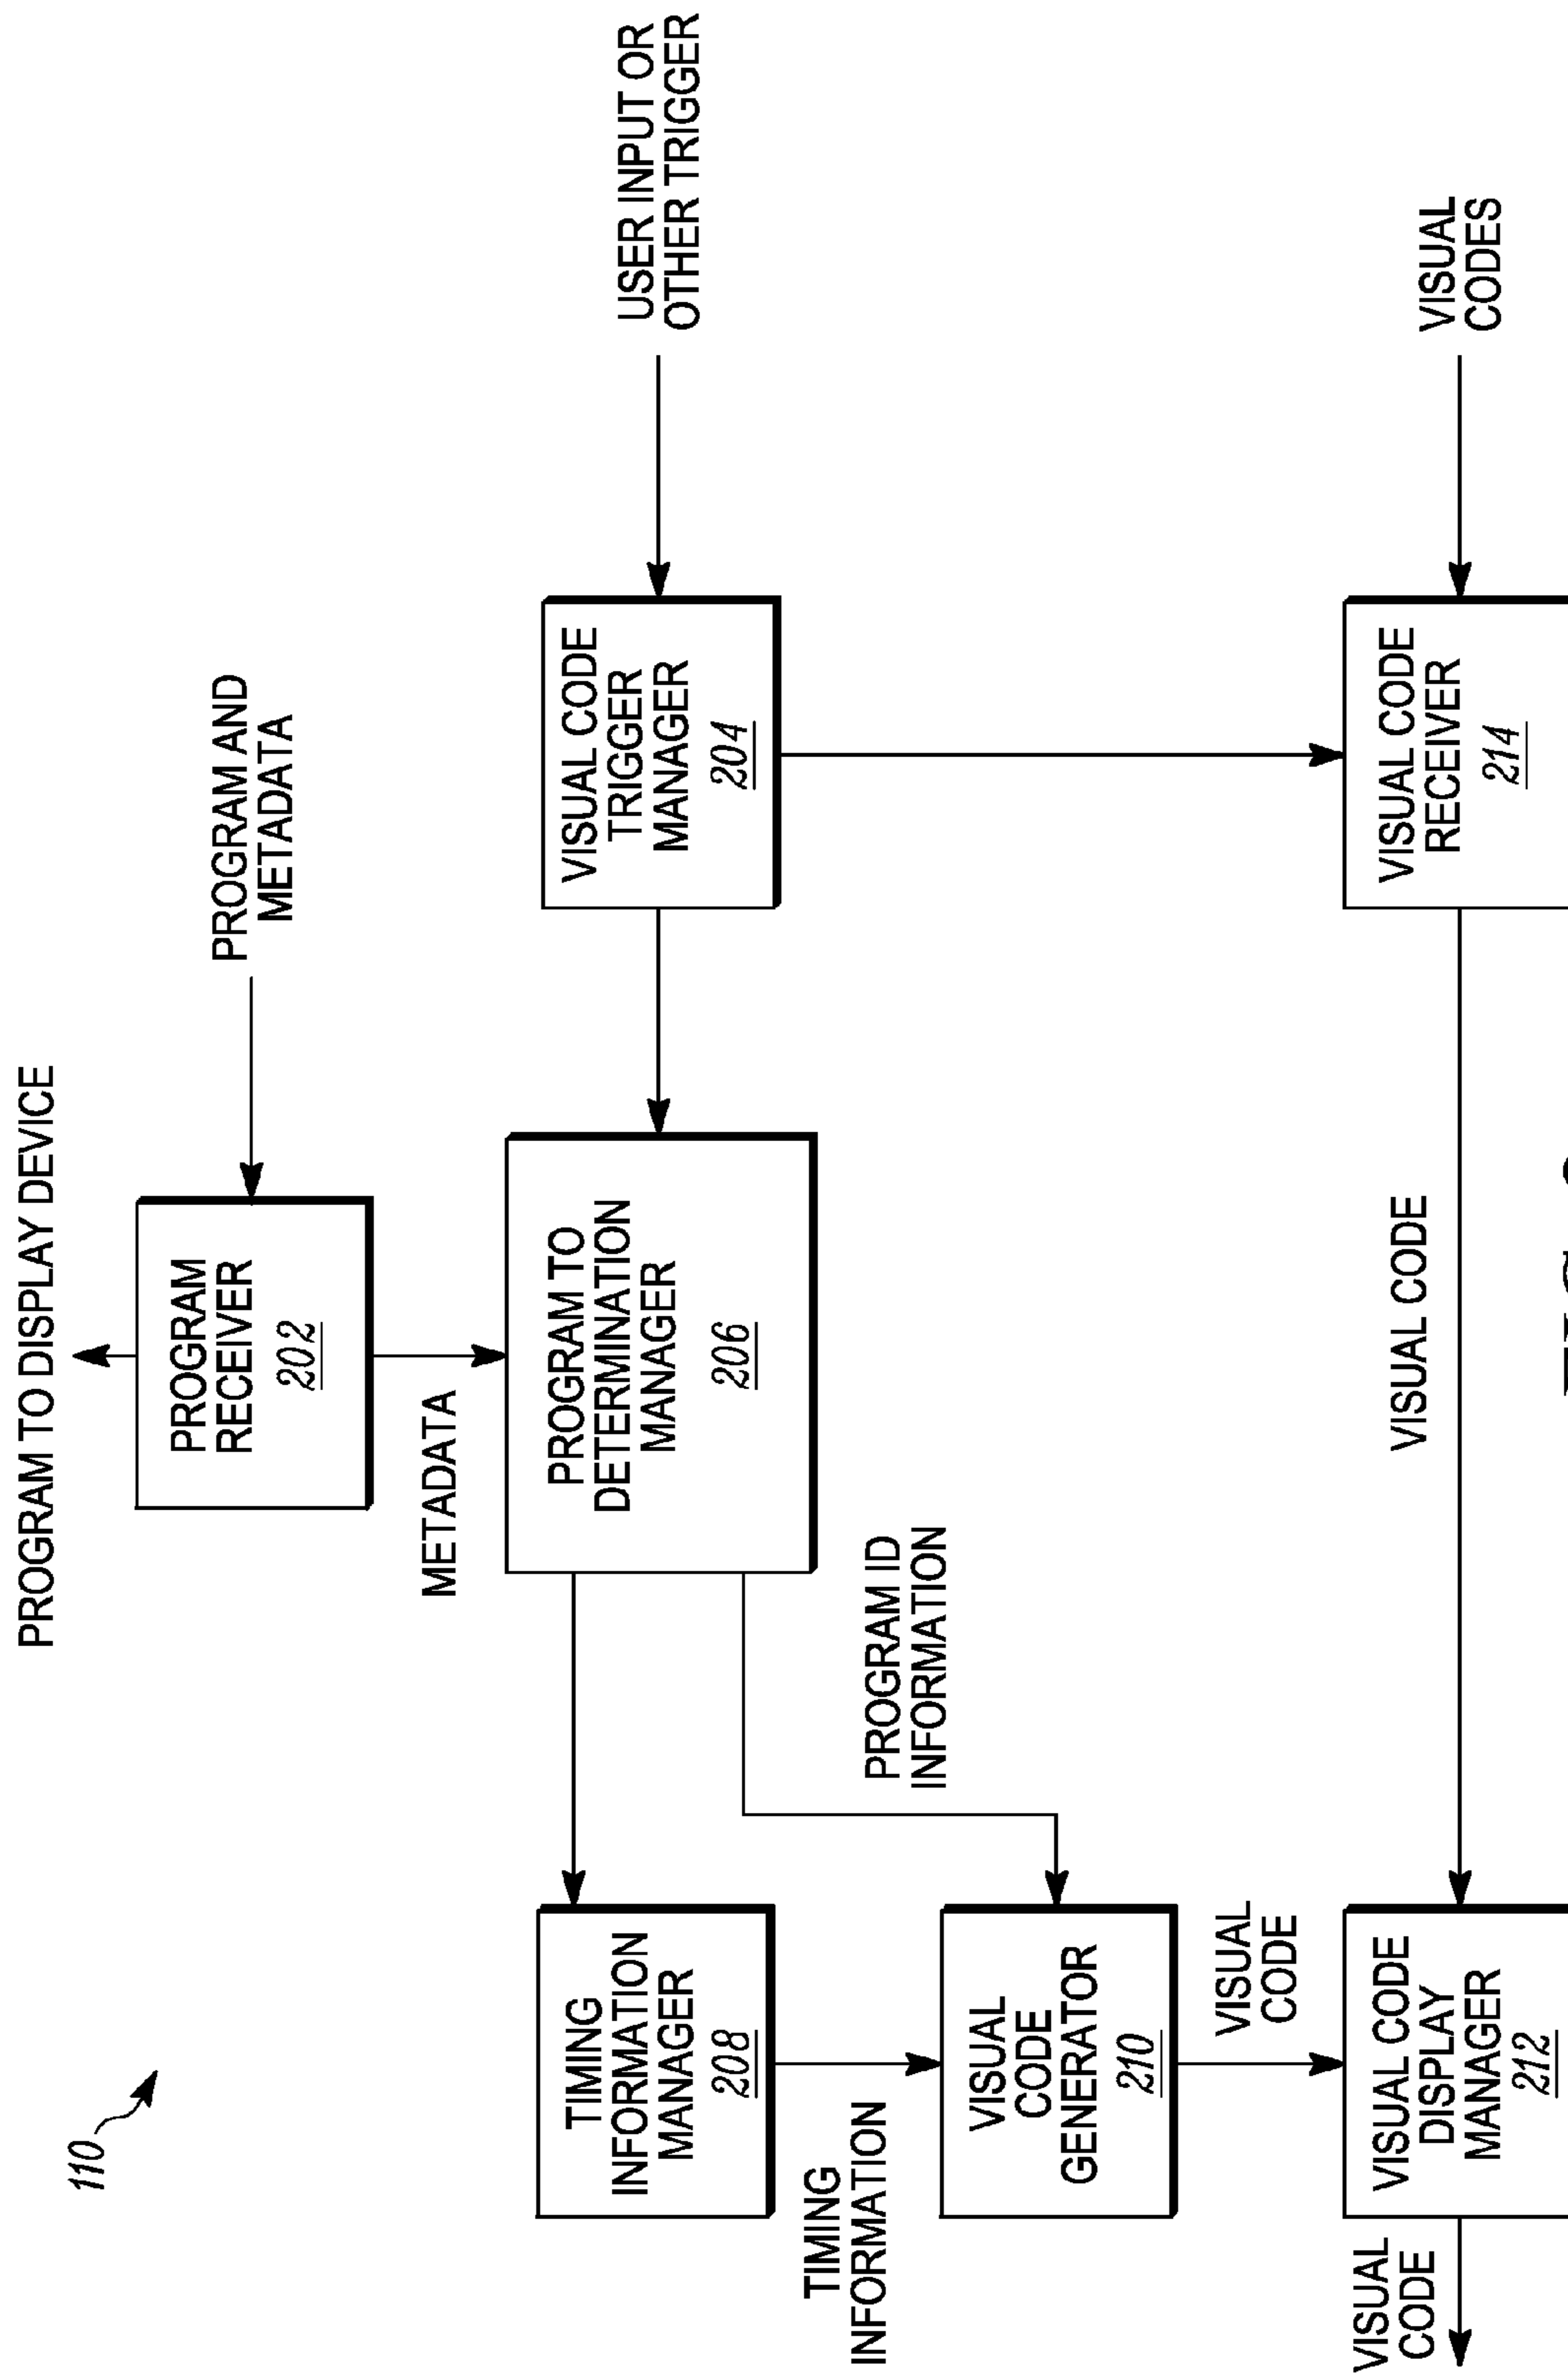 110
PROGRAM TO DISPLAY DEVICE
PROGRAM AND
METADATA
PROGRAM
RECEIVER
202
METADATA
USER INPUT OR
OTHER TRIGGER
VISUAL CODE
TRIGGER
MANAGER
204
PROGRAM TO
DETERMINATION
MANAGER
206
TIMING
INFORMATION
MANAGER
208
PROGRAM ID
INFORMATION
TIMING
INFORMATION
VISUAL
CODE
GENERATOR
210
VISUAL
CODE
VISUAL CODE
DISPLAY
MANAGER
212
VISUAL
CODE
VISUAL CODE
VISUAL CODE
RECEIVER
214
VISUAL
CODES